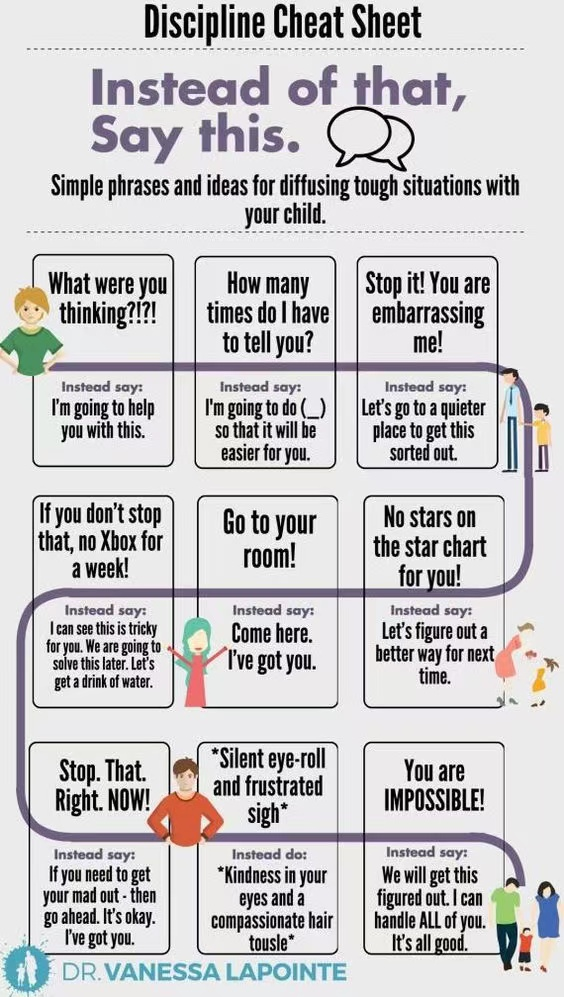 Discipline Cheat Sheet
Instead of that,
Say this.
Simple phrases and ideas for diffusing tough situations with
your child.
What were you
thinking?!?!
Instead say:
I'm going to help
you with this.
How many
times do I have
to tell you?
Instead say:
I'm going to do (_)
so that it will be
easier for you.
Stop it! You are
embarrassing
me!
Instead say:
Let's go to a quieter
place to get this
sorted out.
If you don't stop
that, no Xbox for
a week!
Instead say:
I can see this is tricky
for you. We are going to
solve this later. Let's
get a drink of water.
Go to your
room!
Instead say:
Come here.
I've got you.
No stars on
the star chart
for you!
Instead say:
Let's figure out a
better way for next
time.
Stop. That.
Right. NOW!
Instead say:
If you need to get
your mad out - then
go ahead. It's okay.
I've got you.
*Silent eye-roll
and frustrated
sigh*
Instead do:
*Kindness in your
eyes and a
compassionate hair
tousle*
You are
IMPOSSIBLE!
Instead say:
We will get this
figured out. I can
handle ALL of you.
It's all good.
DR. VANESSA LAPOINTE